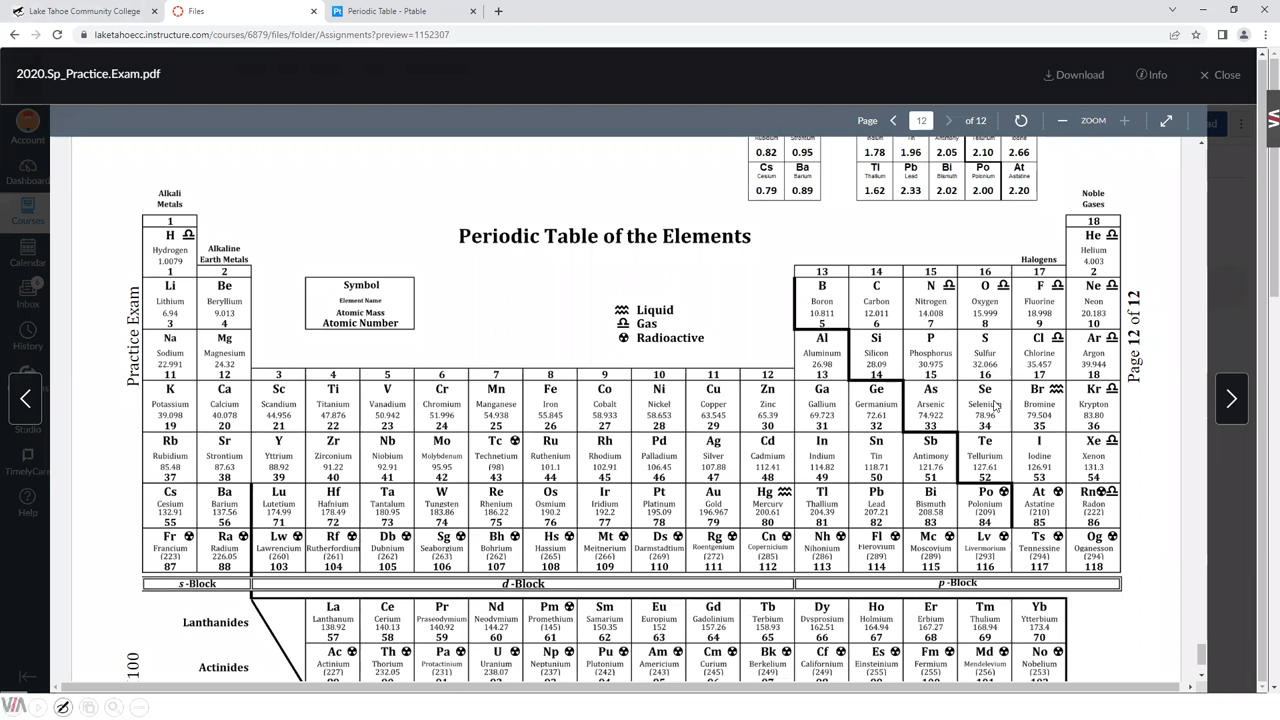 Lake Tahoe Community College
Files
Periodic Table - Ptable
laketahoecc.instructure.com/courses/6879/files/folder/Assignments?preview=1152307
2020.Sp_Practice.Exam.pdf
Download
Info
Close
Page
12
of 12
ZOOM
Account
Dashboard
Courses
Calendar
Inbox
History
Studio
TimelyCare
Help
0.82 0.95 1.78 1.96 2.05 2.10 2.66
Cs Ba Tl Pb Bi Po At
Cesium Barium Thallium Lead Bismuth Polonium Astatine
0.79 0.89 1.62 2.33 2.02 2.00 2.20
Alkali
Metals
Noble
Gases
1 18
H He
Hydrogen Helium
1.0079 4.003
1 2
Periodic Table of the Elements
Alkaline
Earth Metals
Halogens
2 13 14 15 16 17
Li Be B C N O F Ne
Lithium Beryllium Boron Carbon Nitrogen Oxygen Fluorine Neon
6.94 9.013 10.811 12.011 14.008 15.999 18.998 20.183
3 4 5 6 7 8 9 10
Symbol
Element Name
Atomic Mass
Atomic Number
Liquid
Gas
Radioactive
Na Mg Al Si P S Cl Ar
Sodium Magnesium Aluminum Silicon Phosphorus Sulfur Chlorine Argon
22.991 24.32 26.98 28.09 30.975 32.066 35.457 39.944
11 12 3 4 5 6 7 8 9 10 11 12 13 14 15 16 17 18
K Ca Sc Ti V Cr Mn Fe Co Ni Cu Zn Ga Ge As Se Br Kr
Potassium Calcium Scandium Titanium Vanadium Chromium Manganese Iron Cobalt Nickel Copper Zinc Gallium Germanium Arsenic Selenium Bromine Krypton
39.098 40.078 44.956 47.876 50.942 51.996 54.938 55.845 58.933 58.653 63.545 65.39 69.723 72.61 74.922 78.96 79.504 83.80
19 20 21 22 23 24 25 26 27 28 29 30 31 32 33 34 35 36
Rb Sr Y Zr Nb Mo Tc Ru Rh Pd Ag Cd In Sn Sb Te I Xe
Rubidium Strontium Yttrium Zirconium Niobium Molybdenum Technetium Ruthenium Rhodium Palladium Silver Cadmium Indium Tin Antimony Tellurium Iodine Xenon
85.48 87.63 88.92 91.22 92.91 95.95 (98) 101.1 102.91 106.45 107.88 112.41 114.82 118.71 121.76 127.61 126.91 131.3
37 38 39 40 41 42 43 44 45 46 47 48 49 50 51 52 53 54
Cs Ba Lu Hf Ta W Re Os Ir Pt Au Hg Tl Pb Bi Po At Rn
Cesium Barium Lutetium Hafnium Tantalum Tungsten Rhenium Osmium Iridium Platinum Gold Mercury Thallium Lead Bismuth Polonium Astatine Radon
132.91 137.56 174.99 178.49 180.95 183.86 186.22 190.2 192.2 195.09 196.967 200.61 204.39 207.21 208.58 (209) (210) (222)
55 56 71 72 73 74 75 76 77 78 79 80 81 82 83 84 85 86
Fr Ra Lw Rf Db Sg Bh Hs Mt Ds Rg Cn Nh Fl Mc Lv Ts Og
Francium Radium Lawrencium Rutherfordium Dubnium Seaborgium Bohrium Hassium Meitnerium Darmstadtium Roentgenium Copernicium Nihonium Flerovium Moscovium Livermorium Tennessine Oganesson
(223) 226.05 (260) (261) (262) (263) (262) (265) (266) (269) (272) (285) (286) (289) (289) [293] (294) (294)
87 88 103 104 105 106 107 108 109 110 111 112 113 114 115 116 117 118
s-Block d-Block p-Block
Lanthanides
La Ce Pr Nd Pm Sm Eu Gd Tb Dy Ho Er Tm Yb
Lanthanum Cerium Praseodymium Neodymium Promethium Samarium Europium Gadolinium Terbium Dysprosium Holmium Erbium Thulium Ytterbium
138.92 140.13 140.92 144.27 (145) 150.35 152 157.26 158.93 162.51 164.94 167.27 168.94 173.4
57 58 59 60 61 62 63 64 65 66 67 68 69 70
Actinides
Ac Th Pa U Np Pu Am Cm Bk Cf Es Fm Md No
Actinium Thorium Protactinium Uranium Neptunium Plutonium Americium Curium Berkelium Californium Einsteinium Fermium Mendelevium Nobelium
(227) 232.05 (231) 238.07 (237) (242) (243) (245) (249) (249) (255) (255) (256) (253)
Practice Exam
Page 12 of 12
100
VIA